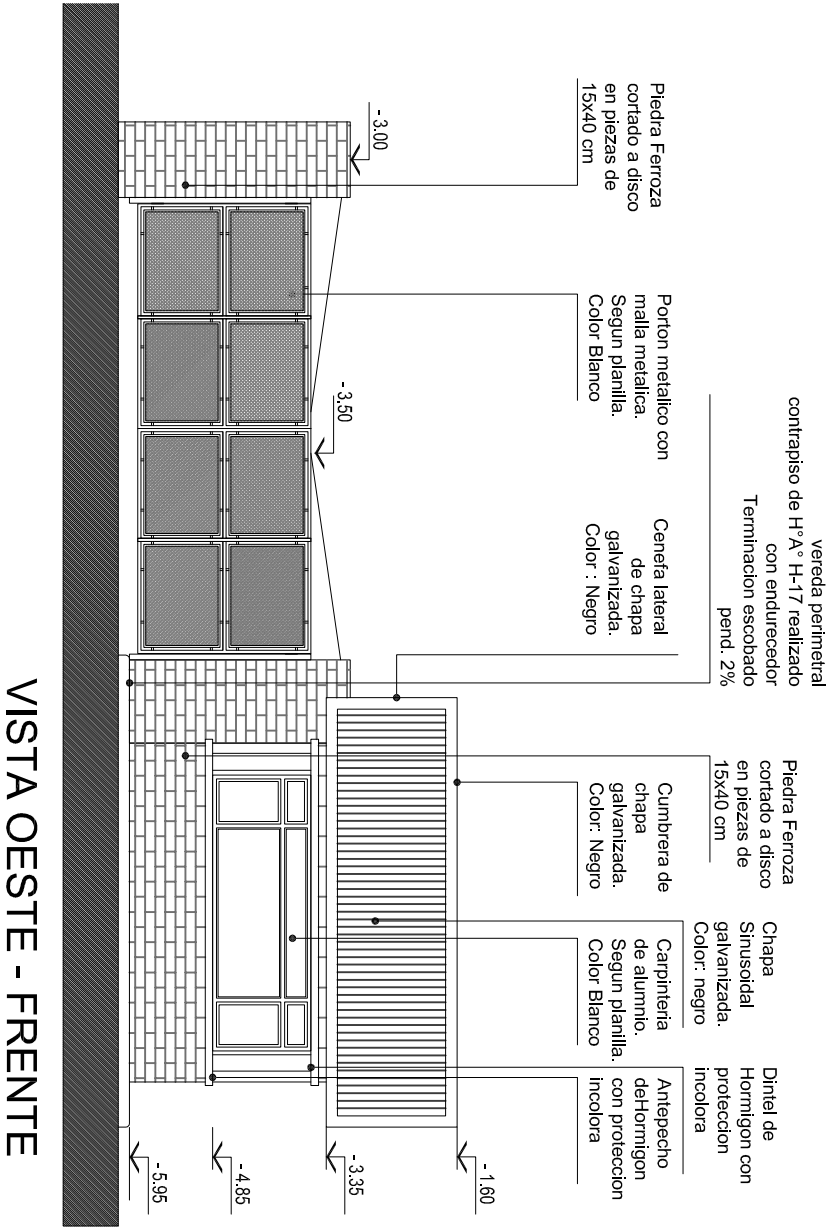 vereda perimetral
contrapiso de H°A° H-17 realizado
con endurecedor
Terminacion escobado
pend. 2%
Piedra Ferroza
cortado a disco
en piezas de
15x40 cm
Piedra Ferroza
cortado a disco
en piezas de
15x40 cm
Porton metalico con
malla metalica.
Segun planilla.
Color Blanco
Cenefa lateral
de chapa
galvanizada.
Color : Negro
Cumbrera de
chapa
galvanizada.
Color: Negro
Chapa
Sinusoidal
galvanizada.
Color: negro
Carpinteria
de alumnio.
Segun planilla.
Color Blanco
Dintel de
Hormigon con
proteccion
incolora
Antepecho
deHormigon
con proteccion
incolora
- 3.00
- 3.50
- 1.60
- 3.35
- 4.85
- 5.95
VISTA OESTE - FRENTE